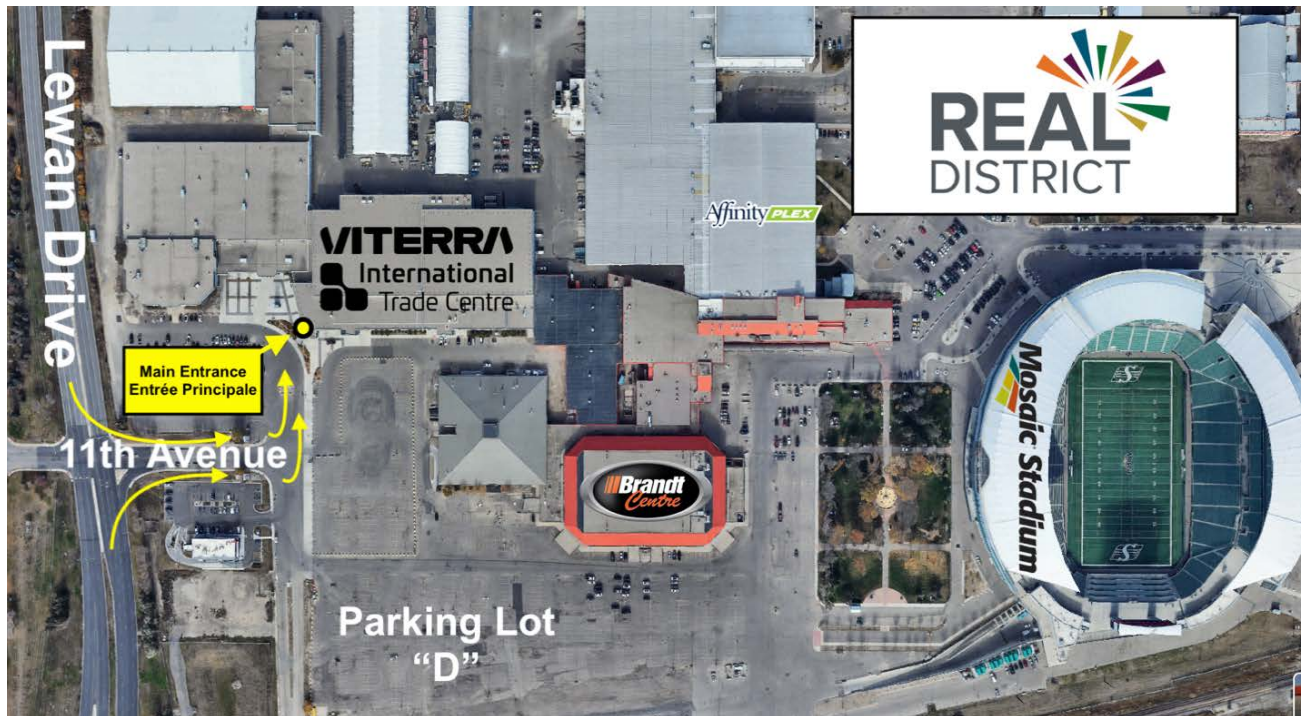 Lewan Drive
REAL
DISTRICT
Affinity PLEX
VITERRA
International
Trade Centre
Main Entrance
Entrée Principale
11th Avenue
Mosaic Stadium
Brandt
Centre
Parking Lot
“D”